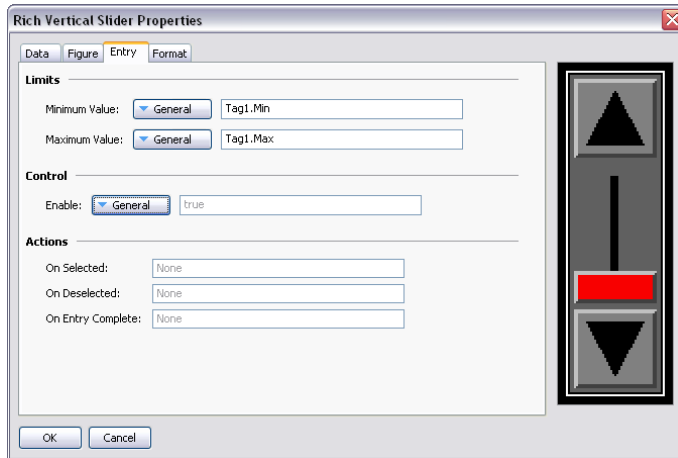 Rich Vertical Slider Properties
Data Figure Entry Format
Limits
Minimum Value: General Tag1.Min
Maximum Value: General Tag1.Max
Control
Enable: General true
Actions
On Selected: None
On Deselected: None
On Entry Complete: None
OK Cancel